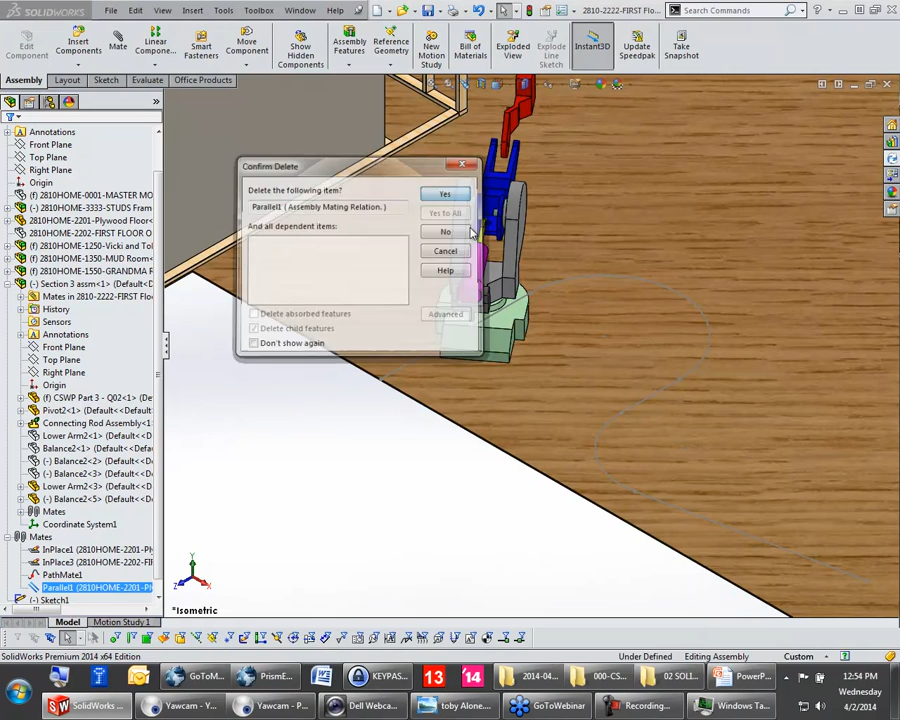 SOLIDWORKS File Edit View Insert Tools Toolbox Window Help 2810-2222-FIRST Flo... Search Commands
Edit Component Insert Components Mate Linear Compone... Smart Fasteners Move Component Show Hidden Components Assembly Features Reference Geometry New Motion Study Bill of Materials Exploded View Explode Line Sketch Instant3D Update Speedpak Take Snapshot
Assembly Layout Sketch Evaluate Office Products
Annotations
Front Plane
Top Plane
Right Plane
Origin
(f) 2810HOME-0001-MASTER MO
(-) 2810HOME-3333-STUDS Fram
2810HOME-2201-Plywood Floor<
2810HOME-1250-Vicki and To
(f) 2810HOME-1350-MUD Room<
(f) 2810HOME-1550-GRANDMA
(-) Section 3 assm<1> (Default<D
Mates in 2810-2222-FIRST FLO
History
Sensors
Annotations
Front Plane
Top Plane
Right Plane
Origin
(f) CSWP Part 3 - Q02<1> (D
Pivot2<1> (Default<<Default
Connecting Rod Assembly<1>
Lower Arm2<1> (Default<<D
Balance2<1> (Default<<Defa
(-) Balance2<2> (Default<<D
(-) Balance2<3> (Default<<D
Lower Arm2<3> (Default<<D
(-) Balance2<5> (Default<<D
Mates
Coordinate System1
Mates
InPlace1 (2810HOME-2201-Pl
InPlace3 (2810HOME-2202-FI
PathMate1
Parallel1 (2810HOME-2201-Pl
(-) Sketch1
Confirm Delete
Delete the following item?
Parallel1 ( Assembly Mating Relation. )
And all dependent items:
Yes
Yes to All
No
Cancel
Help
Advanced
Delete absorbed features
Delete child features
Don't show again
Y
Z
X
*Isometric
Model Motion Study 1
SolidWorks Premium 2014 x64 Edition Under Defined Editing Assembly Custom
GoToM... PrismE... KEYPAS... 13 14 2014-04... 000-CS... 02 SOLI... PowerP... 12:54 PM
Wednesday
SolidWorks... Yawcam - Y... Yawcam - P... Dell Webca... toby Alone.... GoToWebinar Recording... Windows Ta... 4/2/2014